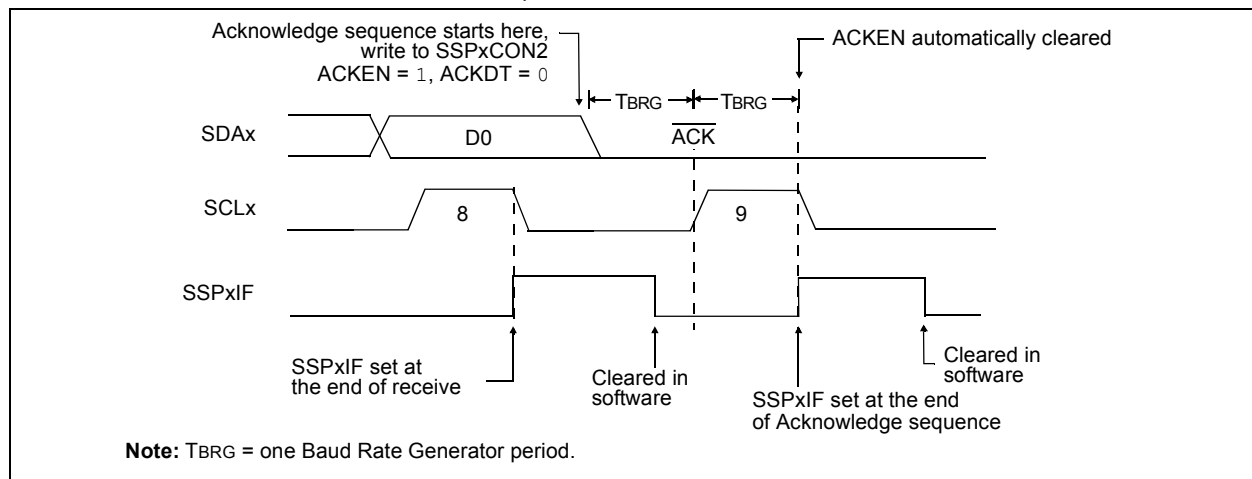 Acknowledge sequence starts here,
write to SSPxCON2
ACKEN = 1, ACKDT = 0
ACKEN automatically cleared
TBRG
TBRG
SDAx
D0
ACK
SCLx
8
9
SSPxIF
SSPxIF set at
the end of receive
Cleared in
software
SSPxIF set at the end
of Acknowledge sequence
Cleared in
software
Note: TBRG = one Baud Rate Generator period.